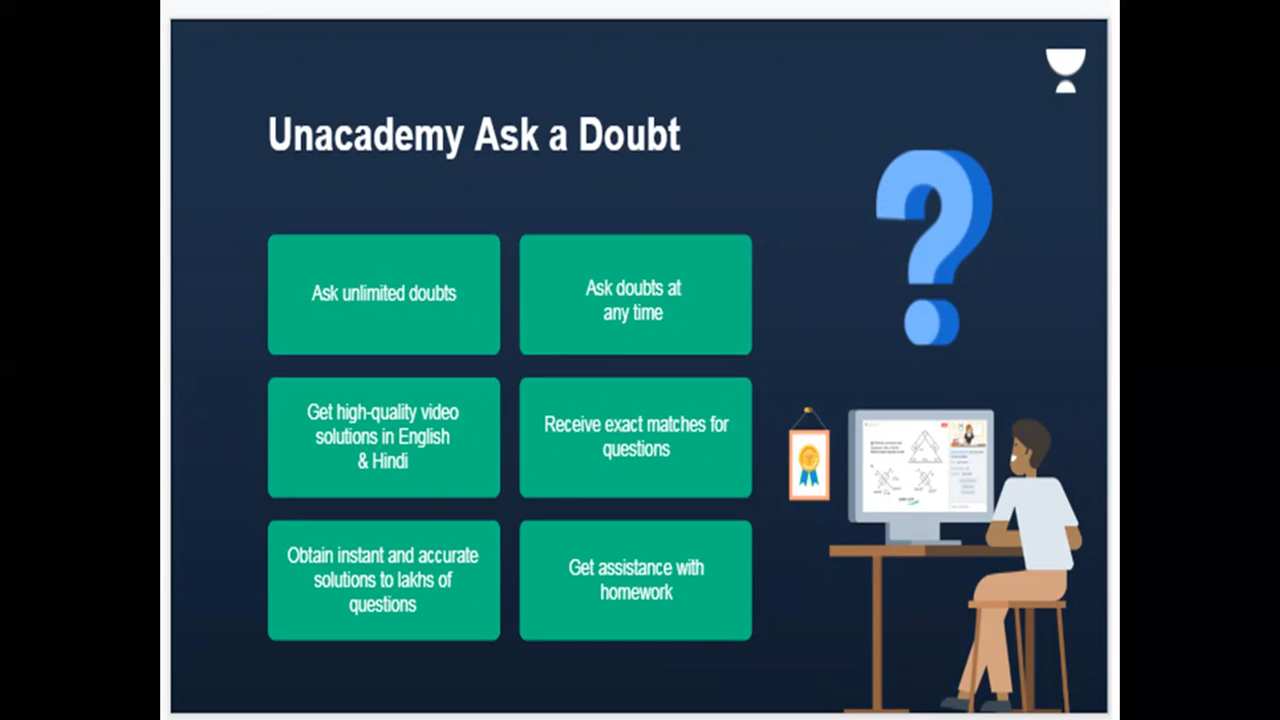 Unacademy Ask a Doubt
Ask unlimited doubts
Ask doubts at
any time
Get high-quality video
solutions in English
& Hindi
Receive exact matches for
questions
Obtain instant and accurate
solutions to lakhs of
questions
Get assistance with
homework